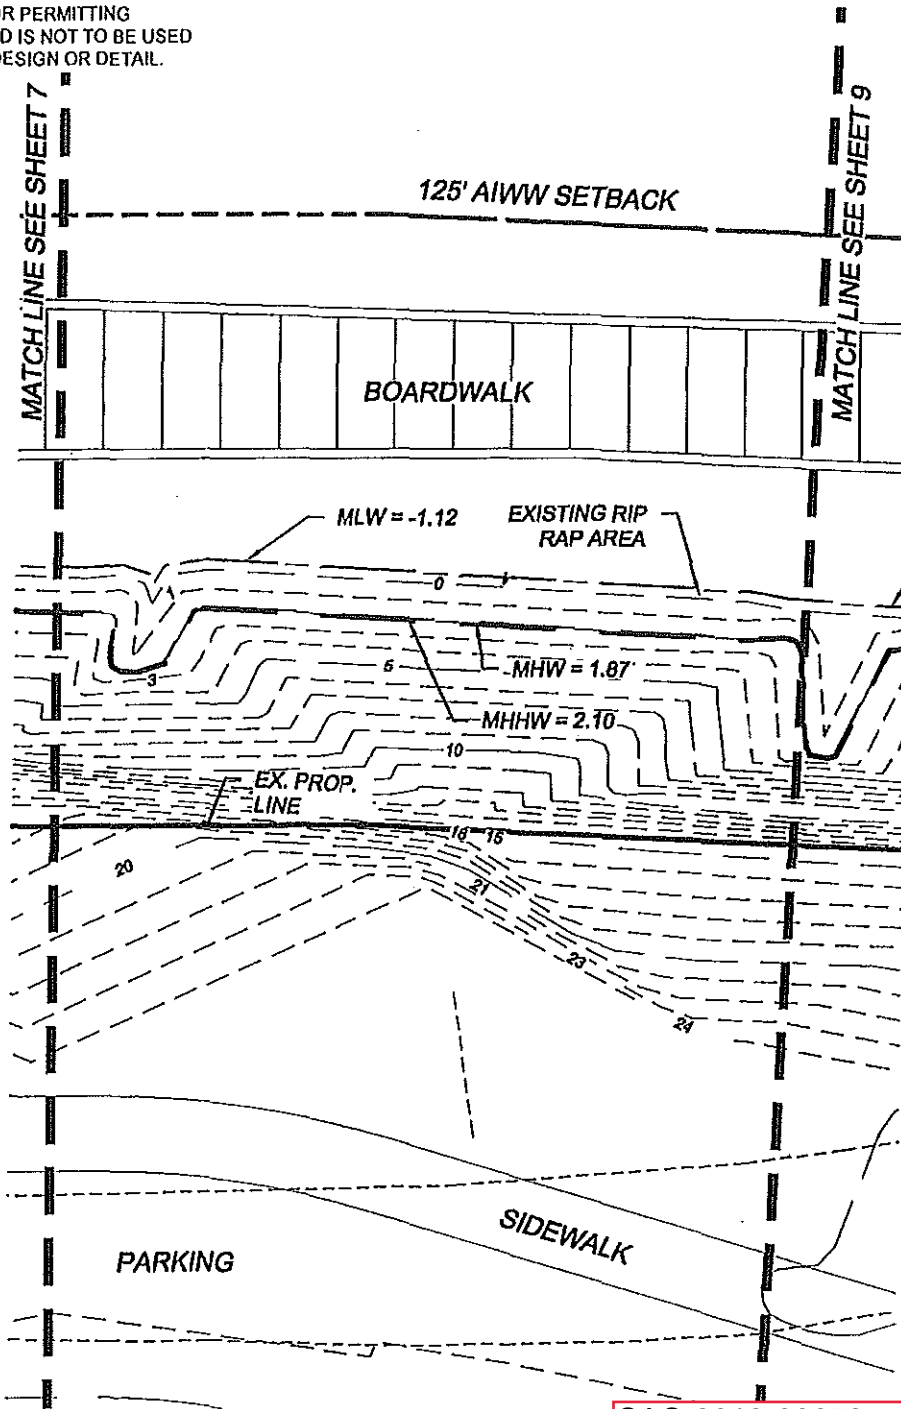 OR PERMITTING
D IS NOT TO BE USED
DESIGN OR DETAIL.
MATCH LINE SEE SHEET 7
MATCH LINE SEE SHEET 9
125' AIWW SETBACK
BOARDWALK
MLW = -1.12
EXISTING RIP
RAP AREA
0
MHW = 1.87'
5
3
MHHW = 2.10
10
EX. PROP.
LINE
16 15
20
21
23
24
SIDEWALK
PARKING